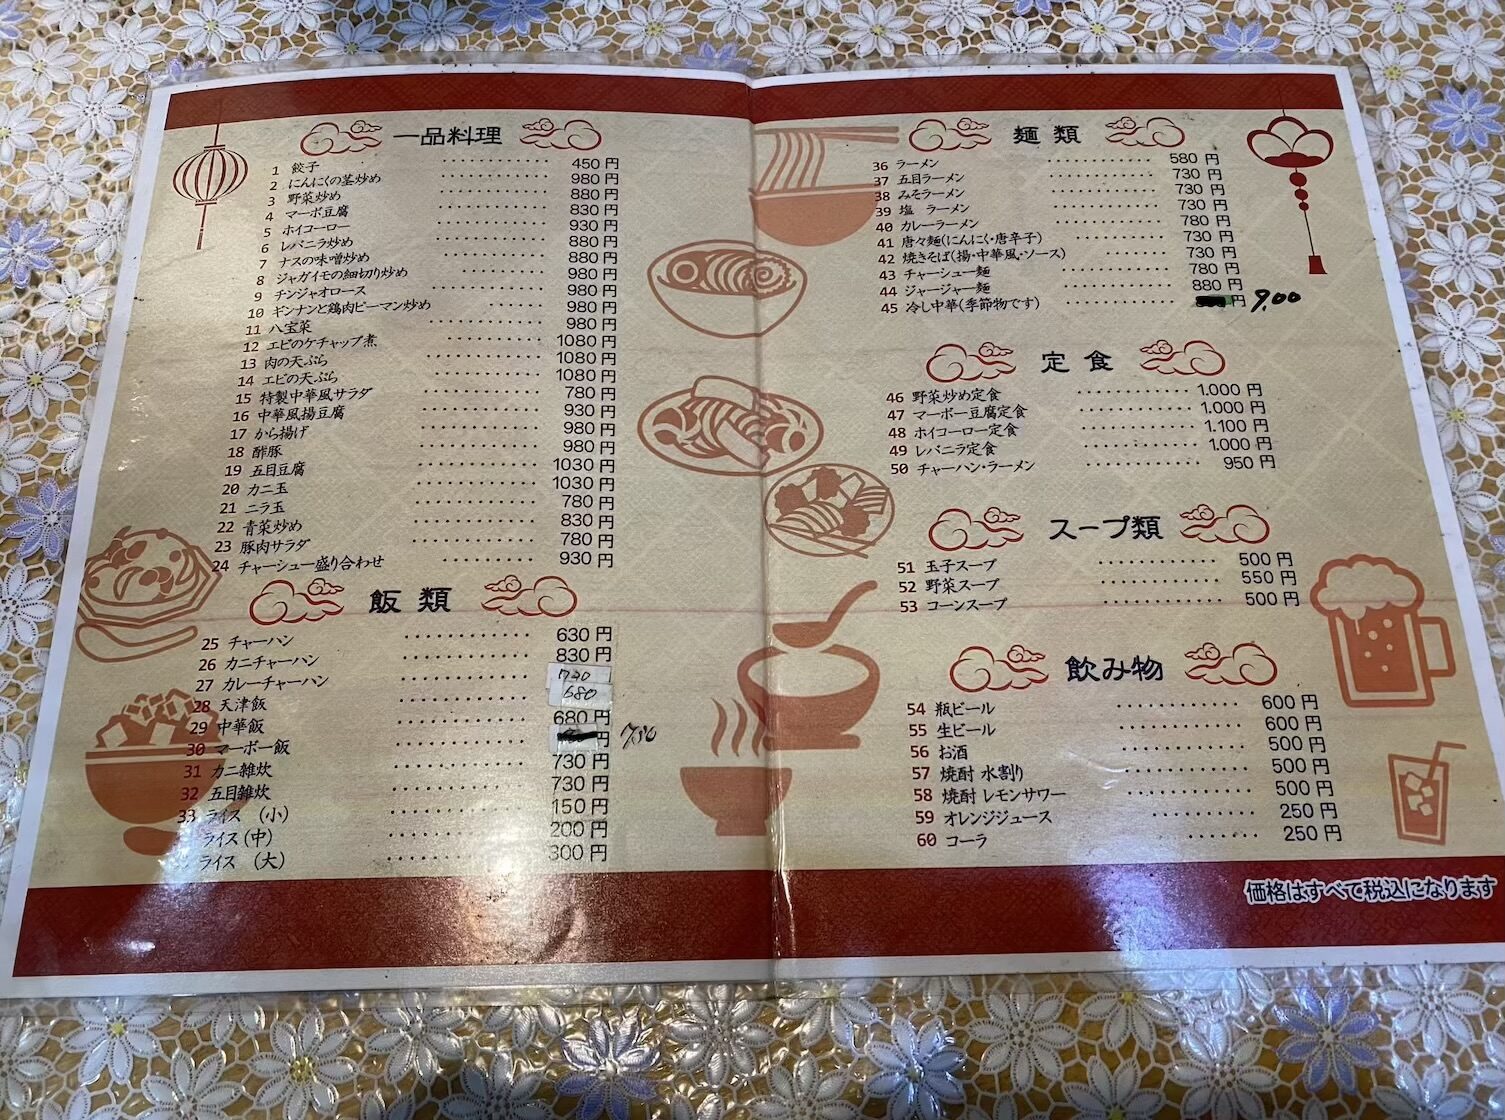 一品料理
1 餃子 450円
2 にんにくの茎炒め 980円
3 野菜炒め 880円
4 マーボ豆腐 830円
5 ホイコーロー 930円
6 レバニラ炒め 880円
7 ナスの味噌炒め 880円
8 ジャガイモの細切り炒め 980円
9 チンジャオロース 980円
10 ギンナンと鶏肉ピーマン炒め 980円
11 八宝菜 980円
12 エビのケチャップ煮 1080円
13 肉の天ぷら 1080円
14 エビの天ぷら 1080円
15 特製中華風サラダ 780円
16 中華風揚豆腐 930円
17 から揚げ 980円
18 酢豚 980円
19 五目豆腐 1030円
20 カニ玉 1030円
21 ニラ玉 780円
22 青菜炒め 830円
23 豚肉サラダ 780円
24 チャーシュー盛り合わせ 930円
飯類
25 チャーハン 630円
26 カニチャーハン 830円
27 カレーチャーハン 730
28 天津飯 680
29 中華飯 680円
30 マーボー飯 円 730
31 カニ雑炊 730円
32 五目雑炊 730円
33 ライス (小) 150円
ライス (中) 200円
ライス (大) 300円
麺類
36 ラーメン 580円
37 五目ラーメン 730円
38 みそラーメン 730円
39 塩 ラーメン 730円
40 カレーラーメン 780円
41 唐々麺(にんにく・唐辛子) 730円
42 焼きそば(揚・中華風・ソース) 730円
43 チャーシュー麺 780円
44 ジャージャー麺 880円
45 冷し中華(季節物です) 円 900
定食
46 野菜炒め定食 1.000円
47 マーボー豆腐定食 1.000円
48 ホイコーロー定食 1.100円
49 レバニラ定食 1.000円
50 チャーハン・ラーメン 950円
スープ類
51 玉子スープ 500円
52 野菜スープ 550円
53 コーンスープ 500円
飲み物
54 瓶ビール 600円
55 生ビール 600円
56 お酒 500円
57 焼酎 水割り 500円
58 焼酎 レモンサワー 500円
59 オレンジジュース 250円
60 コーラ 250円
価格はすべて税込になります